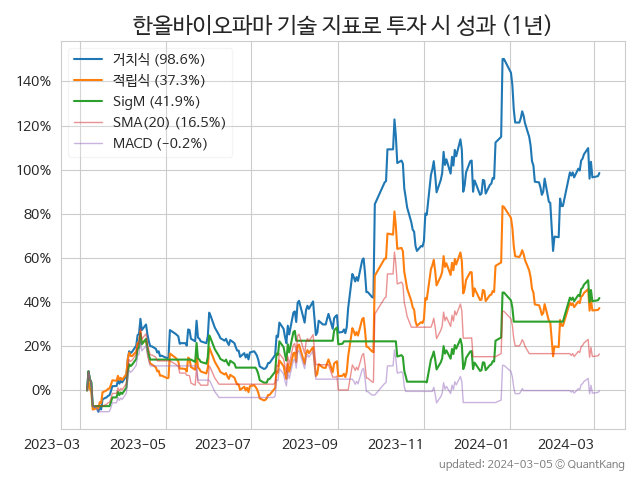 한올바이오파마 기술 지표로 투자 시 성과 (1년)
거치식 (98.6%)
적립식 (37.3%)
SigM (41.9%)
SMA(20) (16.5%)
MACD (−0.2%)
140%
120%
100%
80%
60%
40%
20%
0%
2023-03 2023-05 2023-07 2023-09 2023-11 2024-01 2024-03
updated: 2024-03-05 © QuantKang